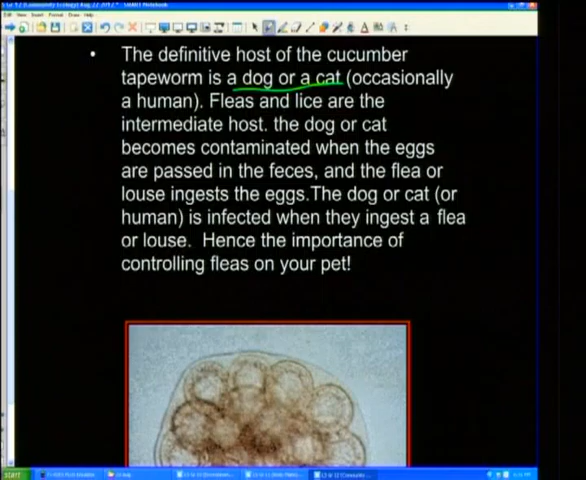 The definitive host of the cucumber
tapeworm is a dog or a cat (occasionally
a human). Fleas and lice are the
intermediate host. the dog or cat
becomes contaminated when the eggs
are passed in the feces, and the flea or
louse ingests the eggs.The dog or cat (or
human) is infected when they ingest a flea
or louse. Hence the importance of
controlling fleas on your pet!
start